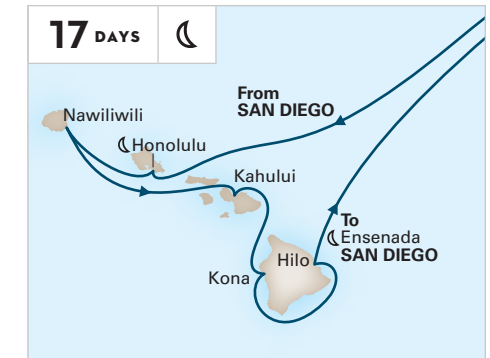 17 DAYS
From
SAN DIEGO
Nawiliwili
Honolulu
Kahului
To
Ensenada
SAN DIEGO
Hilo
Kona